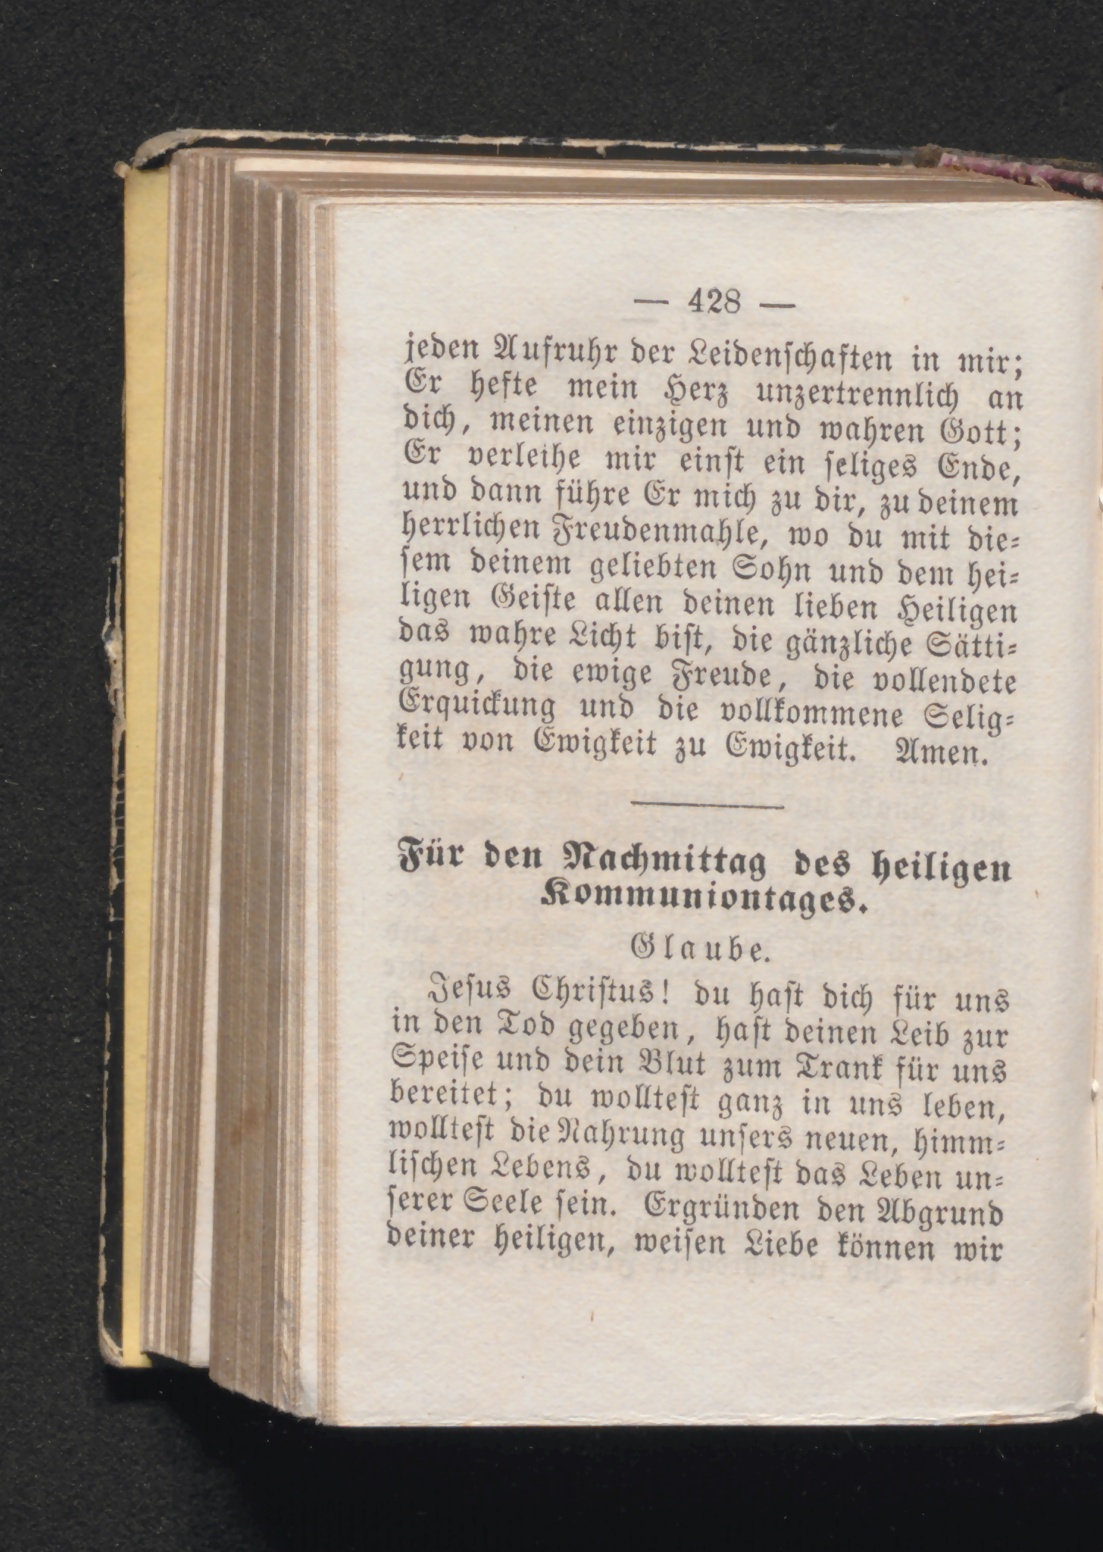 — 428 —
jeden Aufruhr der Leidenschaften in mir;
Er hefte mein Herz unzertrennlich an
dich, meinen einzigen und wahren Gott;
Er verleihe mir einst ein seliges Ende,
und dann führe Er mich zu dir, zu deinem
herrlichen Freudenmahle, wo du mit die-
sem deinem geliebten Sohn und dem hei-
ligen Geiste allen deinen lieben Heiligen
das wahre Licht bist, die gänzliche Sätti-
gung, die ewige Freude, die vollendete
Erquickung und die vollkommene Selig-
keit von Ewigkeit zu Ewigkeit. Amen.
Für den Nachmittag des heiligen
Kommuniontages.
Glaube.
Jesus Christus! du hast dich für uns
in den Tod gegeben, hast deinen Leib zur
Speise und dein Blut zum Trank für uns
bereitet; du wolltest ganz in uns leben,
wolltest die Nahrung unsers neuen, himm-
lischen Lebens, du wolltest das Leben un-
serer Seele sein. Ergründen den Abgrund
deiner heiligen, weisen Liebe können wir